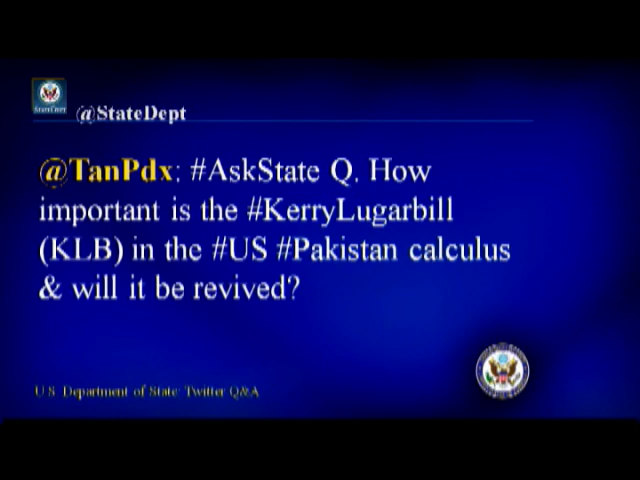 @StateDept
@TanPdx: #AskState Q. How
important is the #KerryLugarbill
(KLB) in the #US #Pakistan calculus
& will it be revived?
U.S. Department of State: Twitter Q&A